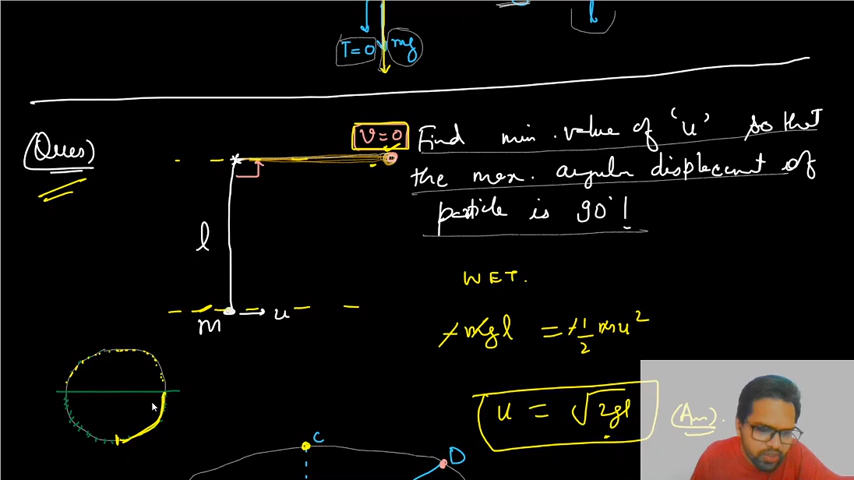 T=0 mg
Ques)
V=0
Find min. value of 'u' so that
the max. angular displacement of
particle is 90°!
l
WET.
m u
-mgl = -1/2 mu²
u = √2gl (Ans).
C
D